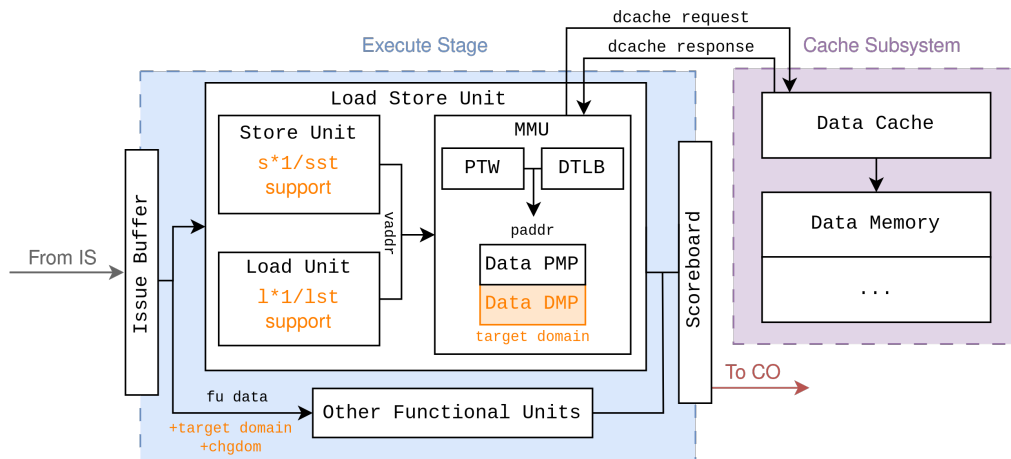 dcache request
Execute Stage
dcache response
Cache Subsystem
Load Store Unit
Store Unit
s*1/sst
support
MMU
PTW
DTLB
Data Cache
Issue Buffer
vaddr
paddr
Data PMP
Data DMP
target domain
Scoreboard
Data Memory
...
From IS
Load Unit
l*1/lst
support
To CO
fu data
+target domain
+chgdom
Other Functional Units